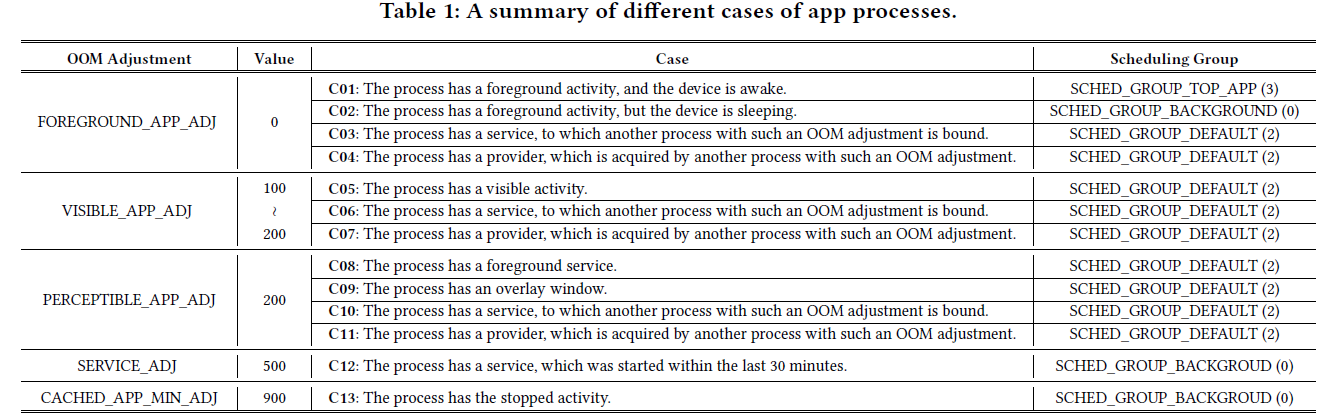 Table 1: A summary of different cases of app processes.
OOM Adjustment Value Case Scheduling Group
FOREGROUND_APP_ADJ 0 C01: The process has a foreground activity, and the device is awake. SCHED_GROUP_TOP_APP (3)
C02: The process has a foreground activity, but the device is sleeping. SCHED_GROUP_BACKGROUND (0)
C03: The process has a service, to which another process with such an OOM adjustment is bound. SCHED_GROUP_DEFAULT (2)
C04: The process has a provider, which is acquired by another process with such an OOM adjustment. SCHED_GROUP_DEFAULT (2)
VISIBLE_APP_ADJ 100 C05: The process has a visible activity. SCHED_GROUP_DEFAULT (2)
≀ C06: The process has a service, to which another process with such an OOM adjustment is bound. SCHED_GROUP_DEFAULT (2)
200 C07: The process has a provider, which is acquired by another process with such an OOM adjustment. SCHED_GROUP_DEFAULT (2)
PERCEPTIBLE_APP_ADJ 200 C08: The process has a foreground service. SCHED_GROUP_DEFAULT (2)
C09: The process has an overlay window. SCHED_GROUP_DEFAULT (2)
C10: The process has a service, to which another process with such an OOM adjustment is bound. SCHED_GROUP_DEFAULT (2)
C11: The process has a provider, which is acquired by another process with such an OOM adjustment. SCHED_GROUP_DEFAULT (2)
SERVICE_ADJ 500 C12: The process has a service, which was started within the last 30 minutes. SCHED_GROUP_BACKGROUD (0)
CACHED_APP_MIN_ADJ 900 C13: The process has the stopped activity. SCHED_GROUP_BACKGROUD (0)